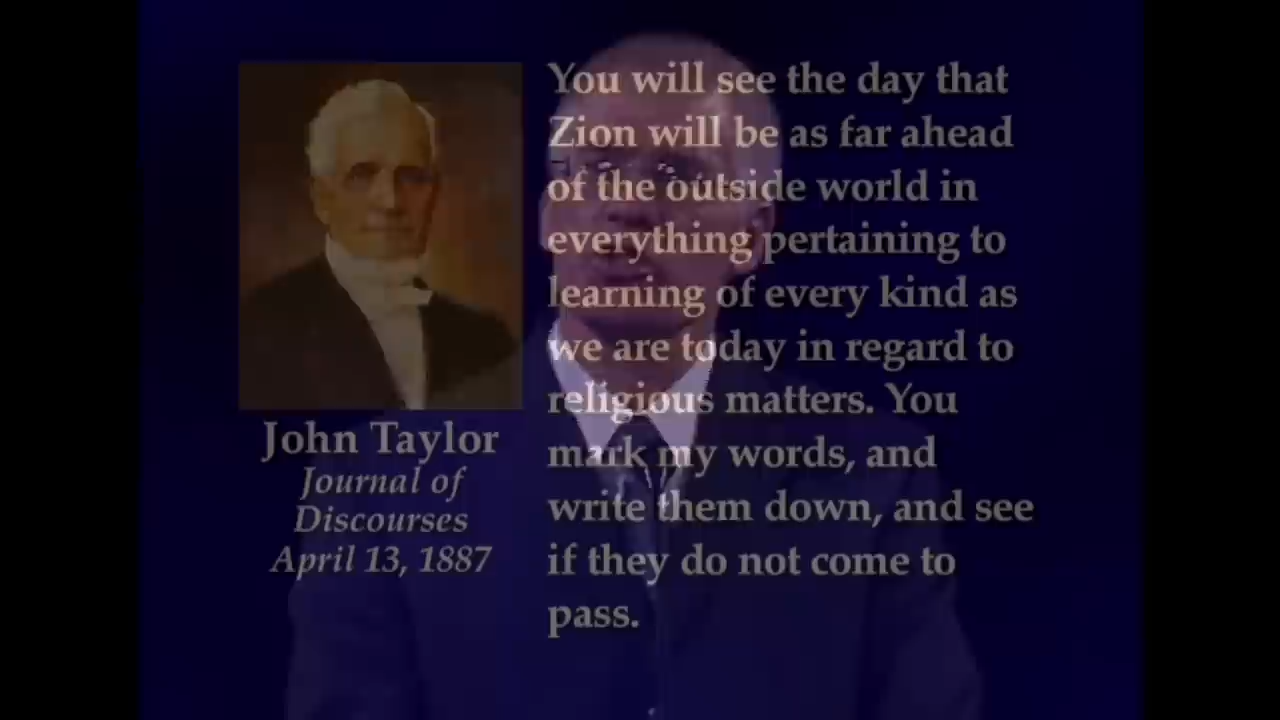 John Taylor
Journal of
Discourses
April 13, 1887
You will see the day that
Zion will be as far ahead
of the outside world in
everything pertaining to
learning of every kind as
we are today in regard to
religious matters. You
mark my words, and
write them down, and see
if they do not come to
pass.